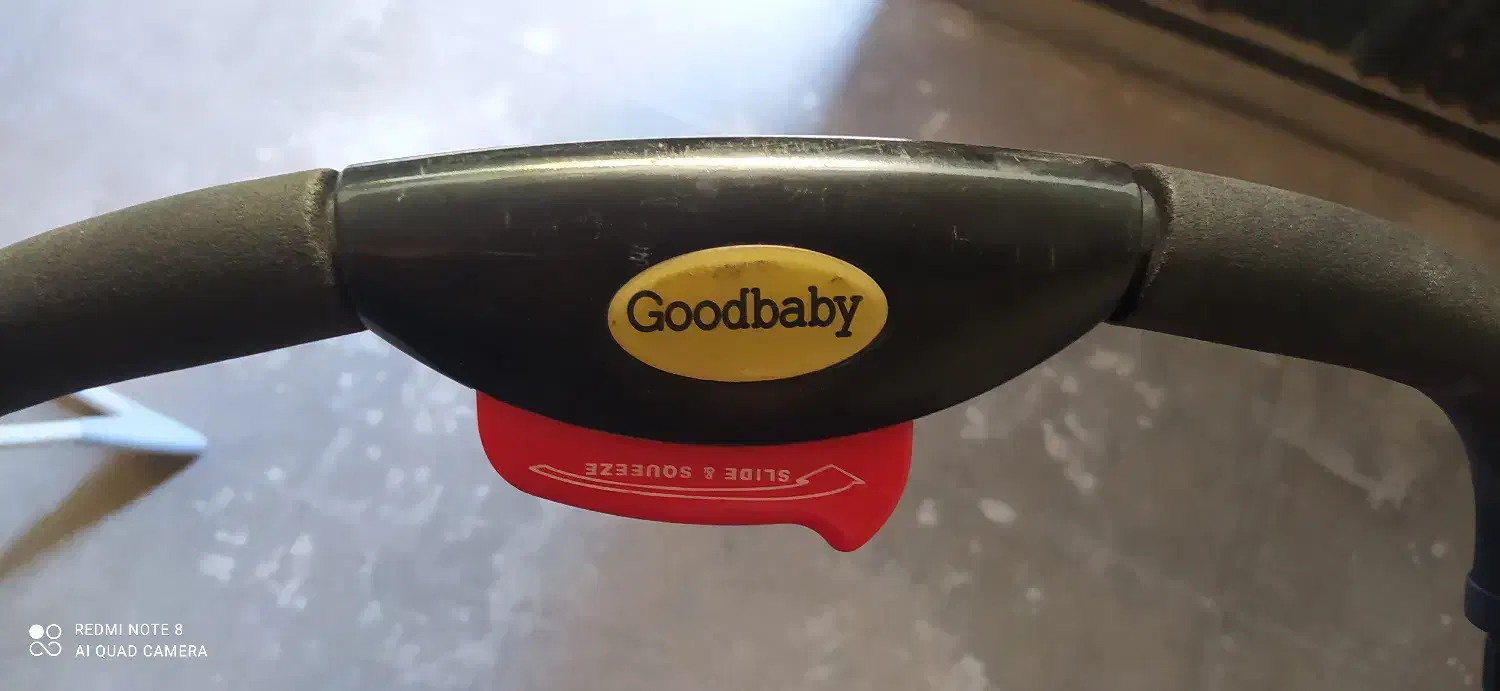 Goodbaby
SLIDE & SQUEEZE
REDMI NOTE 8
AI QUAD CAMERA